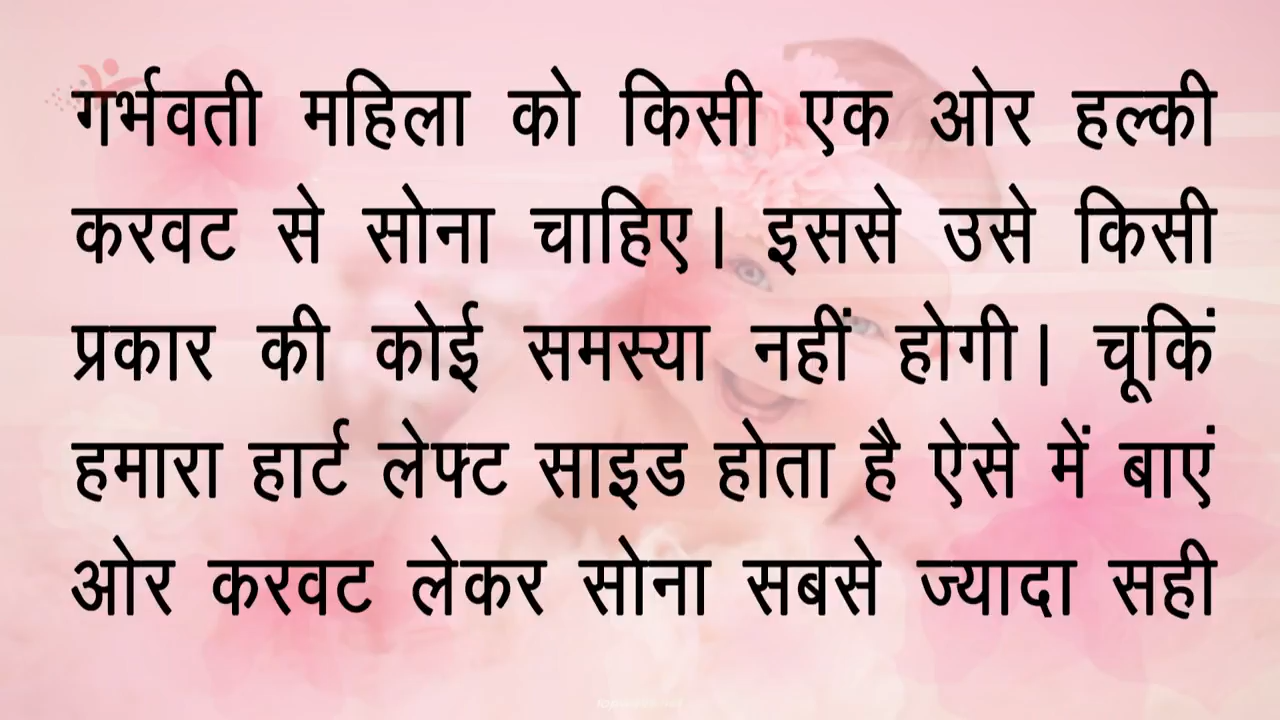 गर्भवती महिला को किसी एक ओर हल्की
करवट से सोना चाहिए। इससे उसे किसी
प्रकार की कोई समस्या नहीं होगी। चूकिं
हमारा हार्ट लेफ्ट साइड होता है ऐसे में बाएं
ओर करवट लेकर सोना सबसे ज्यादा सही